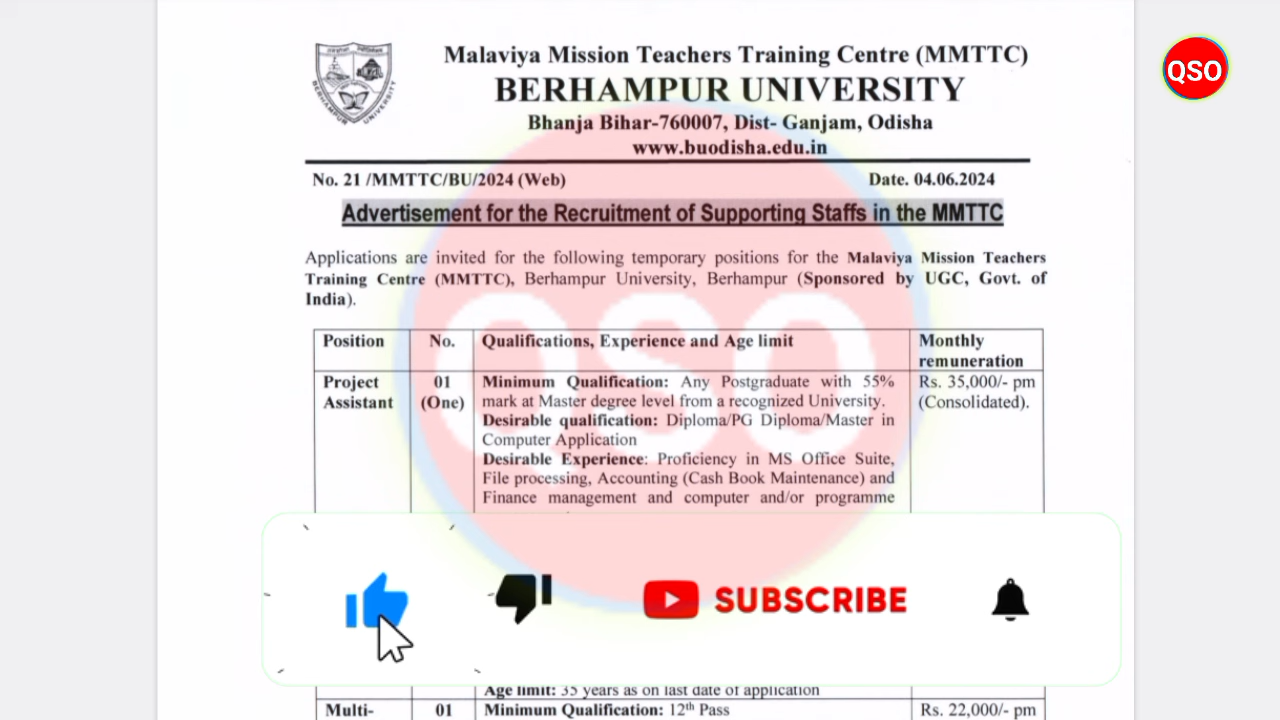 Malaviya Mission Teachers Training Centre (MMTTC)
BERHAMPUR UNIVERSITY
Bhanja Bihar-760007, Dist- Ganjam, Odisha
www.buodisha.edu.in
QSO
No. 21 /MMTTC/BU/2024 (Web) Date. 04.06.2024
Advertisement for the Recruitment of Supporting Staffs in the MMTTC
Applications are invited for the following temporary positions for the Malaviya Mission Teachers
Training Centre (MMTTC), Berhampur University, Berhampur (Sponsored by UGC, Govt. of
India).
QSO
Position No. Qualifications, Experience and Age limit Monthly
remuneration
Project 01 Minimum Qualification: Any Postgraduate with 55% Rs. 35,000/- pm
Assistant (One) mark at Master degree level from a recognized University. (Consolidated).
Desirable qualification: Diploma/PG Diploma/Master in
Computer Application
Desirable Experience: Proficiency in MS Office Suite,
File processing, Accounting (Cash Book Maintenance) and
Finance management and computer and/or programme
SUBSCRIBE
Age limit: 35 years as on last date of application
Multi- 01 Minimum Qualification: 12th Pass Rs. 22,000/- pm